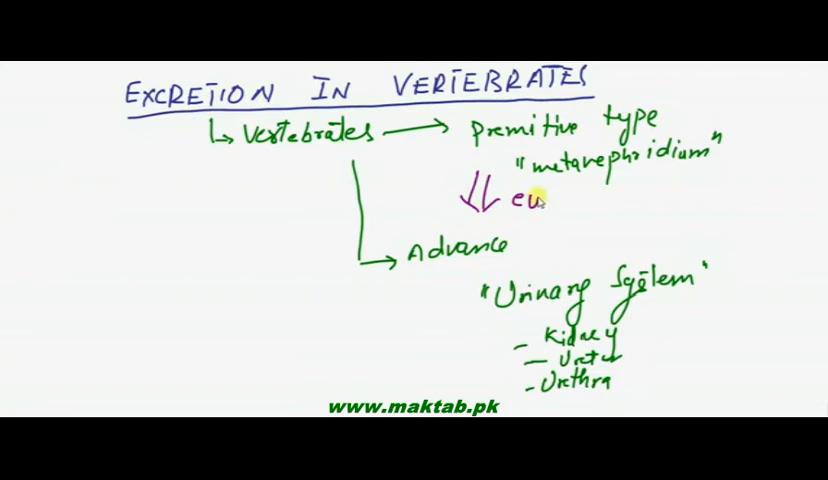 EXCRETION IN VERTEBRATES
Vertebrates → premitive type
"metanephridium"
eu
Advance
"Urinary System"
- Kidney
- Ureter
- Urethra
www.maktab.pk